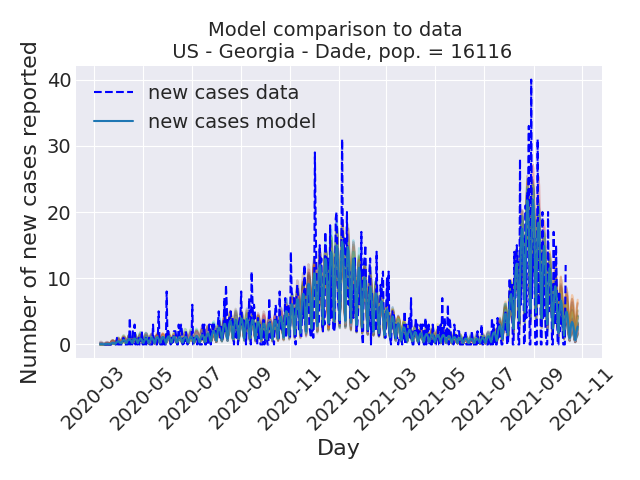 Model comparison to data
US - Georgia - Dade, pop. = 16116
Number of new cases reported
40
30
20
10
0
new cases data
new cases model
2020-03
2020-05
2020-07
2020-09
2020-11
2021-01
2021-03
2021-05
2021-07
2021-09
2021-11
Day